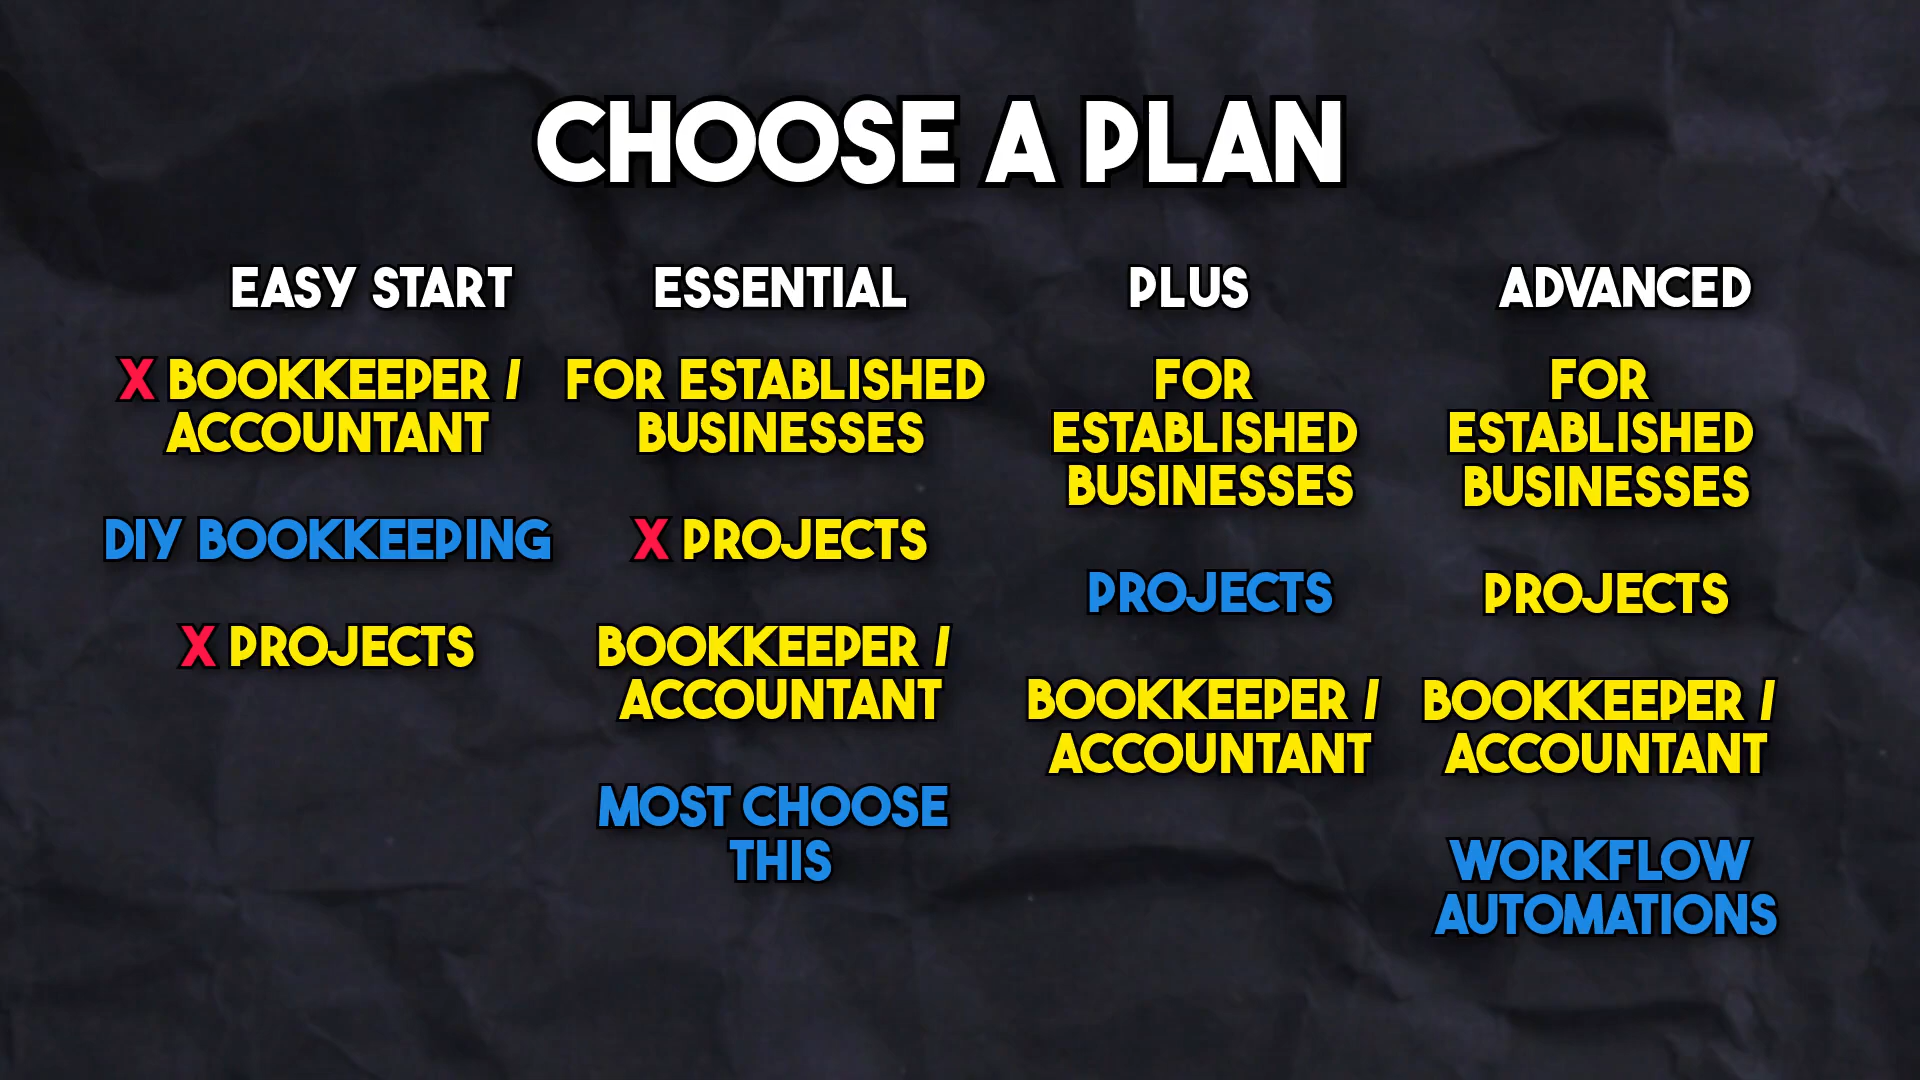 CHOOSE A PLAN
EASY START
X BOOKKEEPER /
ACCOUNTANT
DIY BOOKKEEPING
X PROJECTS
ESSENTIAL
FOR ESTABLISHED
BUSINESSES
X PROJECTS
BOOKKEEPER /
ACCOUNTANT
MOST CHOOSE
THIS
PLUS
FOR
ESTABLISHED
BUSINESSES
PROJECTS
BOOKKEEPER /
ACCOUNTANT
ADVANCED
FOR
ESTABLISHED
BUSINESSES
PROJECTS
BOOKKEEPER /
ACCOUNTANT
WORKFLOW
AUTOMATIONS